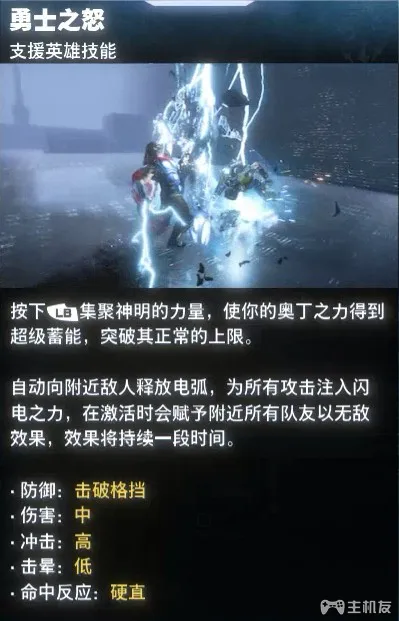 勇士之怒
支援英雄技能
按下LB集聚神明的力量，使你的奥丁之力得到
超级蓄能，突破其正常的上限。
自动向附近敌人释放电弧，为所有攻击注入闪
电之力，在激活时会赋予附近所有队友以无敌
效果，效果将持续一段时间。
· 防御：击破格挡
· 伤害：中
· 冲击：高
· 击晕：低
· 命中反应：硬直
主机友